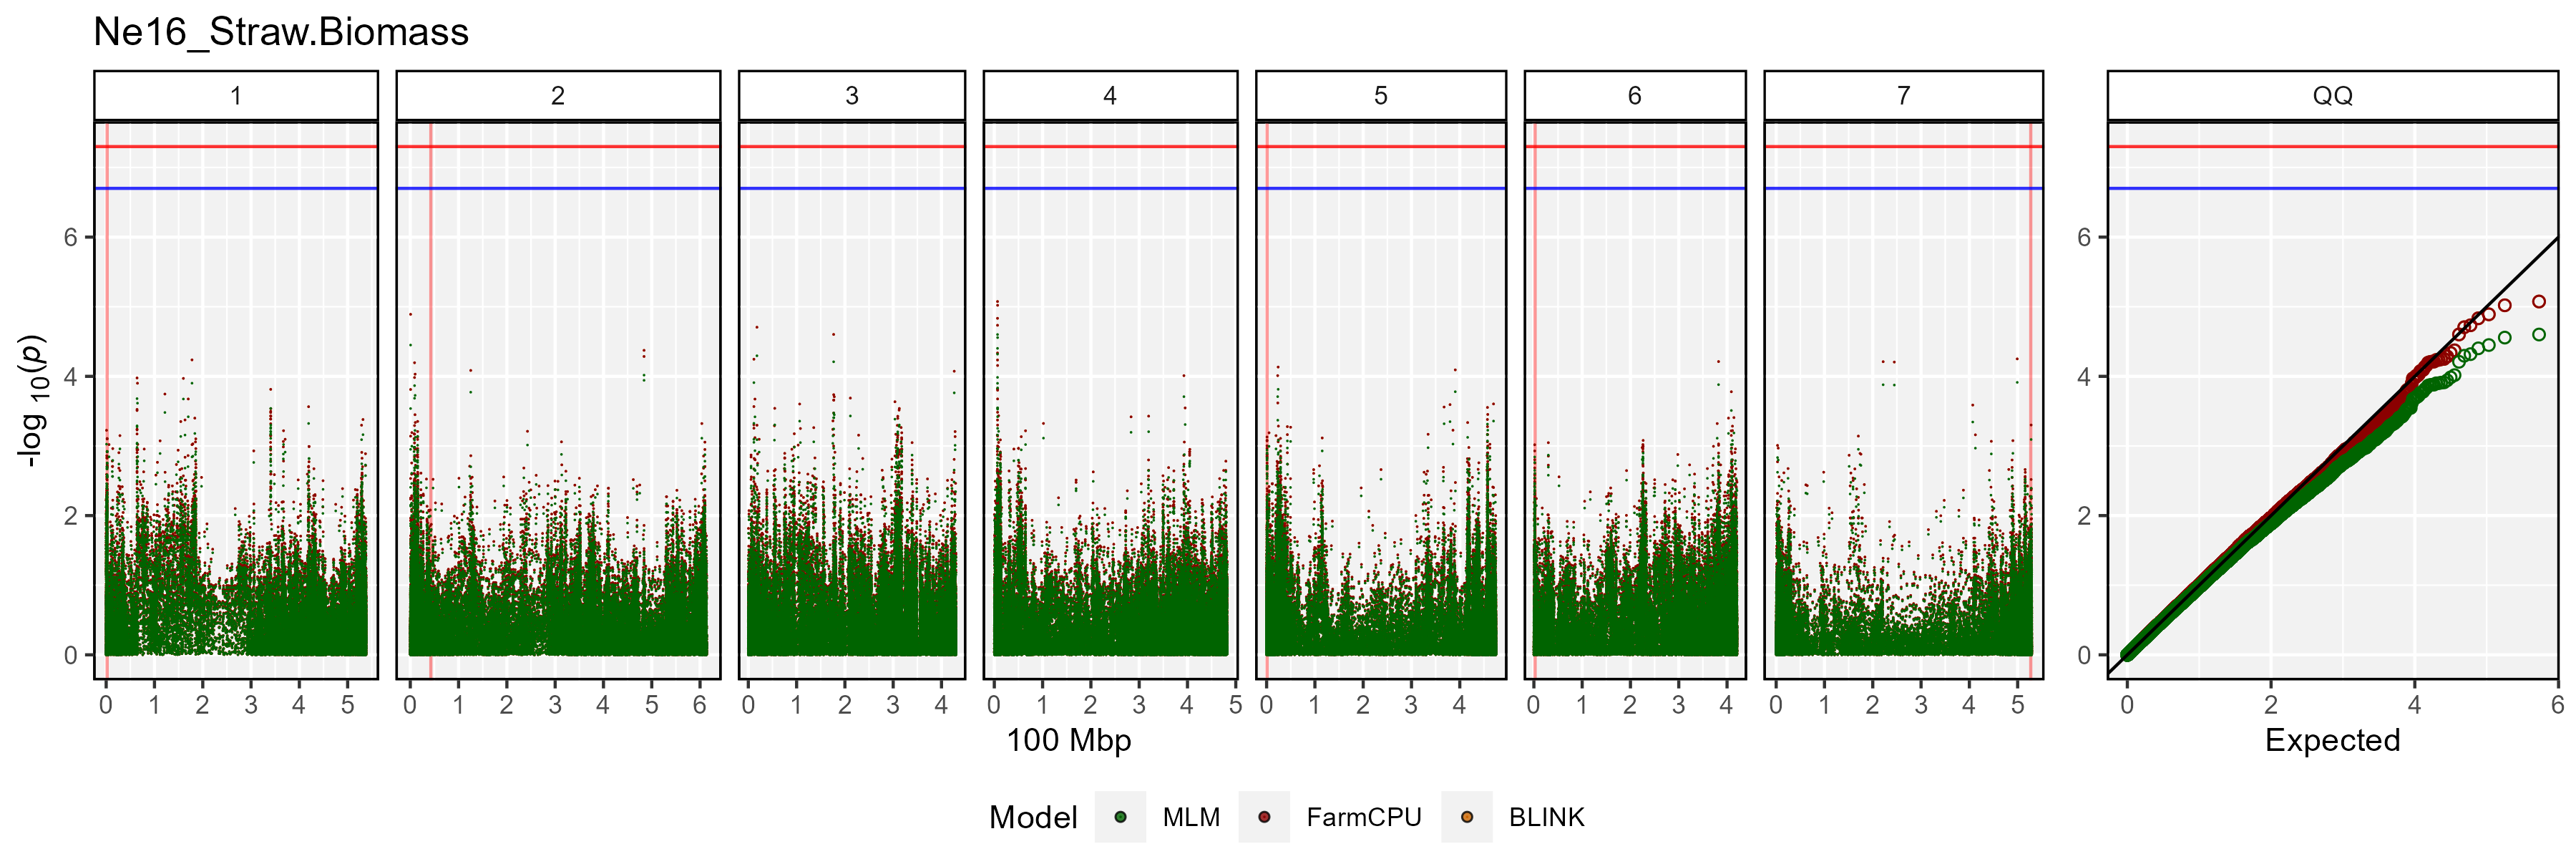 Ne16_Straw.Biomass
1 2 3 4 5 6 7 QQ
6 6
4 4
2 2
0 0
-log 10(p)
0 1 2 3 4 5 0 1 2 3 4 5 6 0 1 2 3 4 0 1 2 3 4 5 0 1 2 3 4 0 1 2 3 4 0 1 2 3 4 5 0 2 4 6
100 Mbp Expected
Model MLM FarmCPU BLINK